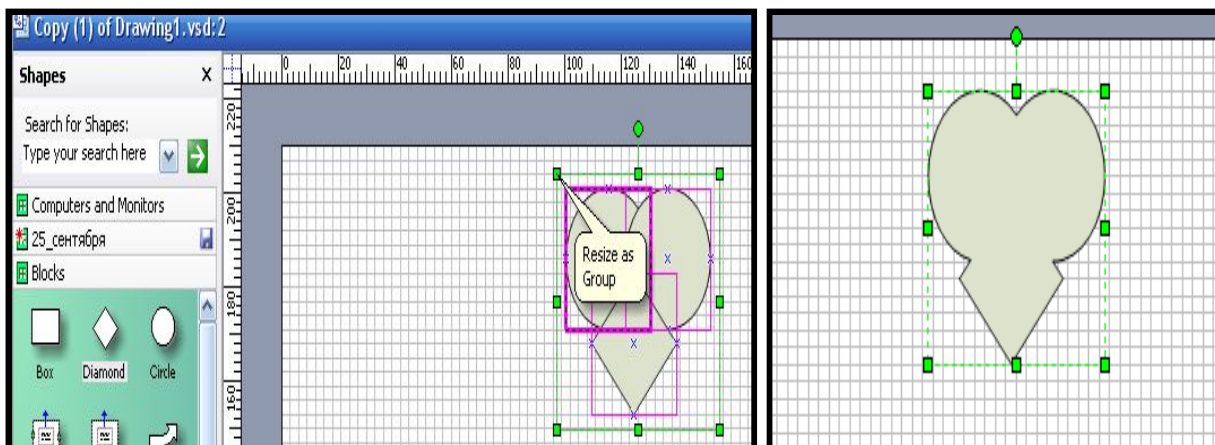 Copy (1) of Drawing1.vsd:2
Shapes X
Search for Shapes:
Type your search here
Computers and Monitors
25_сентября
Blocks
Box Diamond Circle
0 20 40 60 80 100 120 140 160
220
200
180
160
Resize as
Group